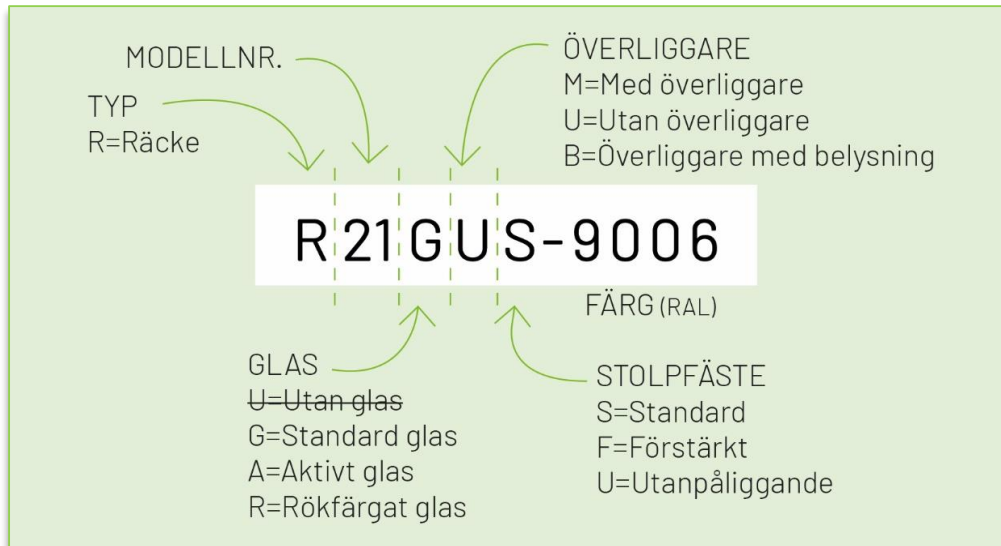 MODELLNR.
TYP
R=Räcke
ÖVERLIGGARE
M=Med överliggare
U=Utan överliggare
B=Överliggare med belysning
R21GUS-9006
FÄRG (RAL)
GLAS
U=Utan glas
G=Standard glas
A=Aktivt glas
R=Rökfärgat glas
STOLPFÄSTE
S=Standard
F=Förstärkt
U=Utanpåliggande